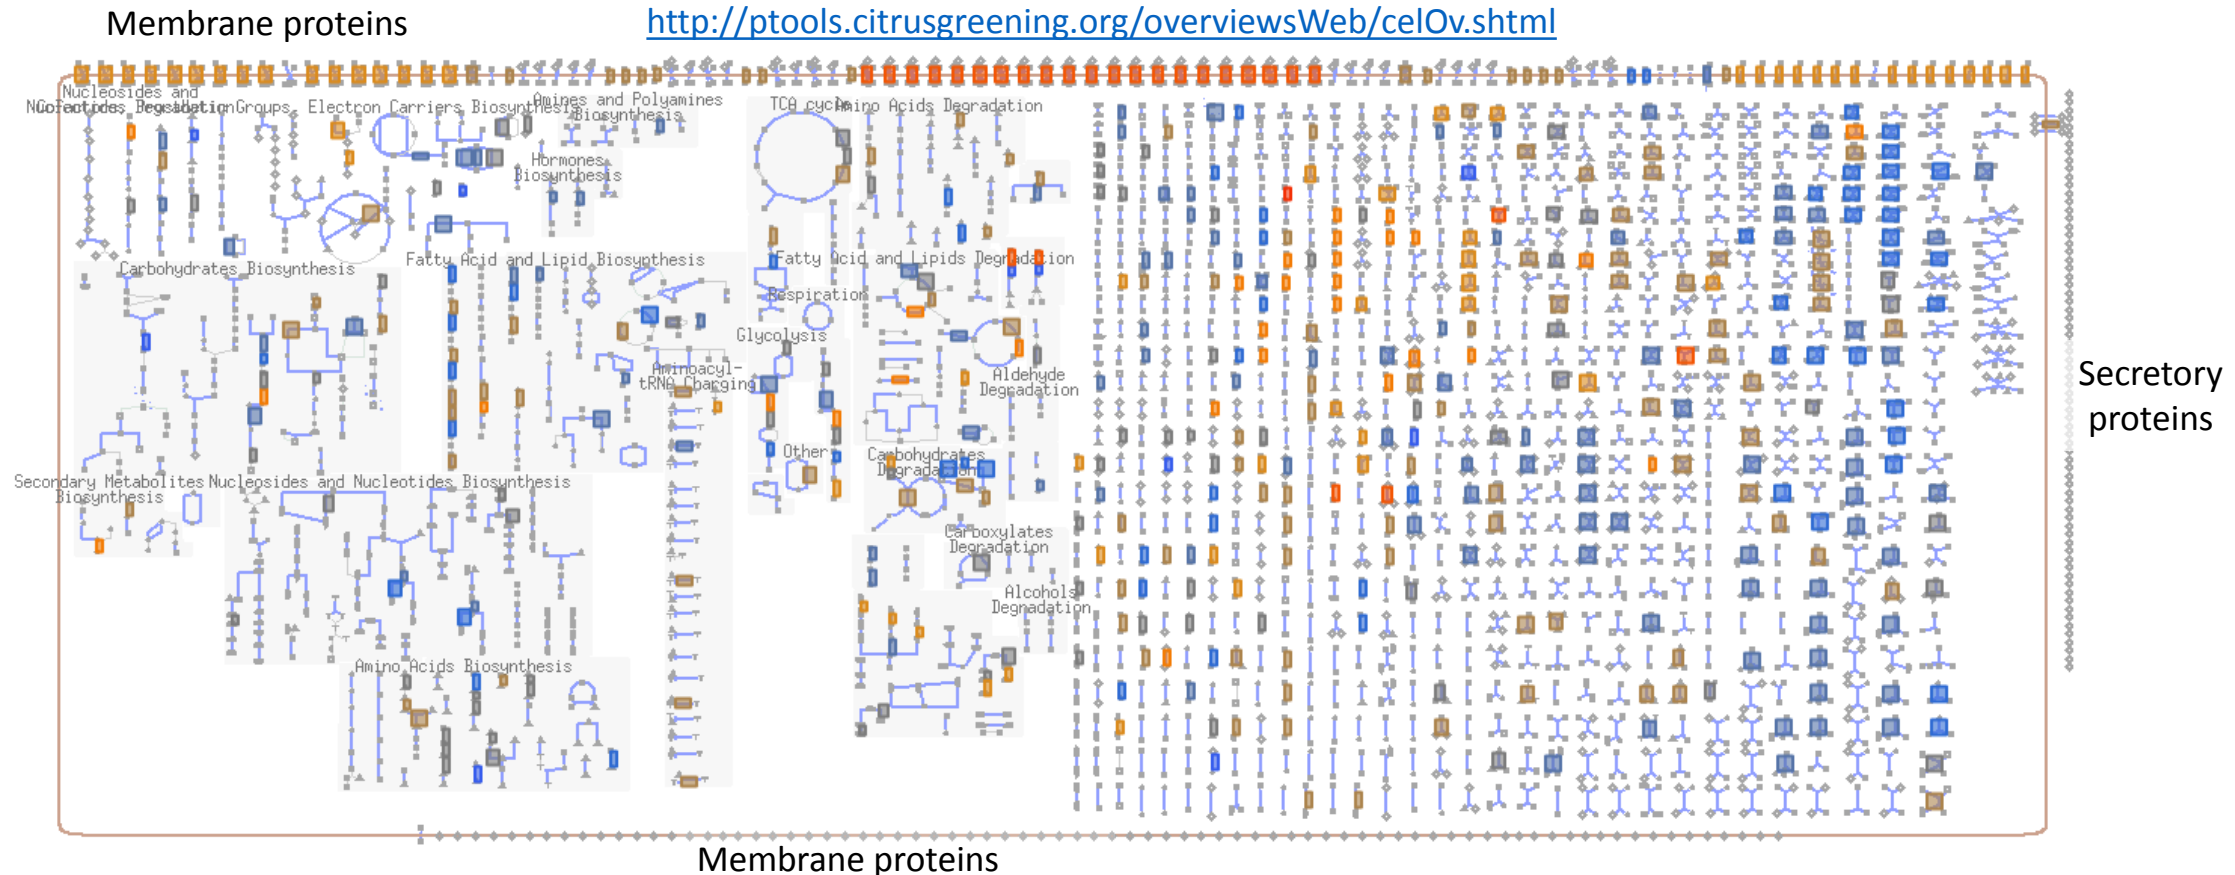 Membrane proteins
http://ptools.citrusgreening.org/overviewsWeb/celOv.shtml
Nucleosides and
Groups, Electron Carriers Biosynthesis
Amines and Polyamines
Biosynthesis
TCA cycle
Amino Acids Degradation
Hormones
Biosynthesis
Carbohydrates Biosynthesis
Fatty Acid and Lipid Biosynthesis
Fatty Acid and Lipids Degradation
Respiration
Glycolysis
Aminoacyl-
tRNA Charging
Aldehyde
Degradation
Secretory
proteins
Other
Carbohydrates
Degradation
Secondary Metabolites
Biosynthesis
Nucleosides and Nucleotides Biosynthesis
Carboxylates
Degradation
Alcohols
Degradation
Amino Acids Biosynthesis
Membrane proteins